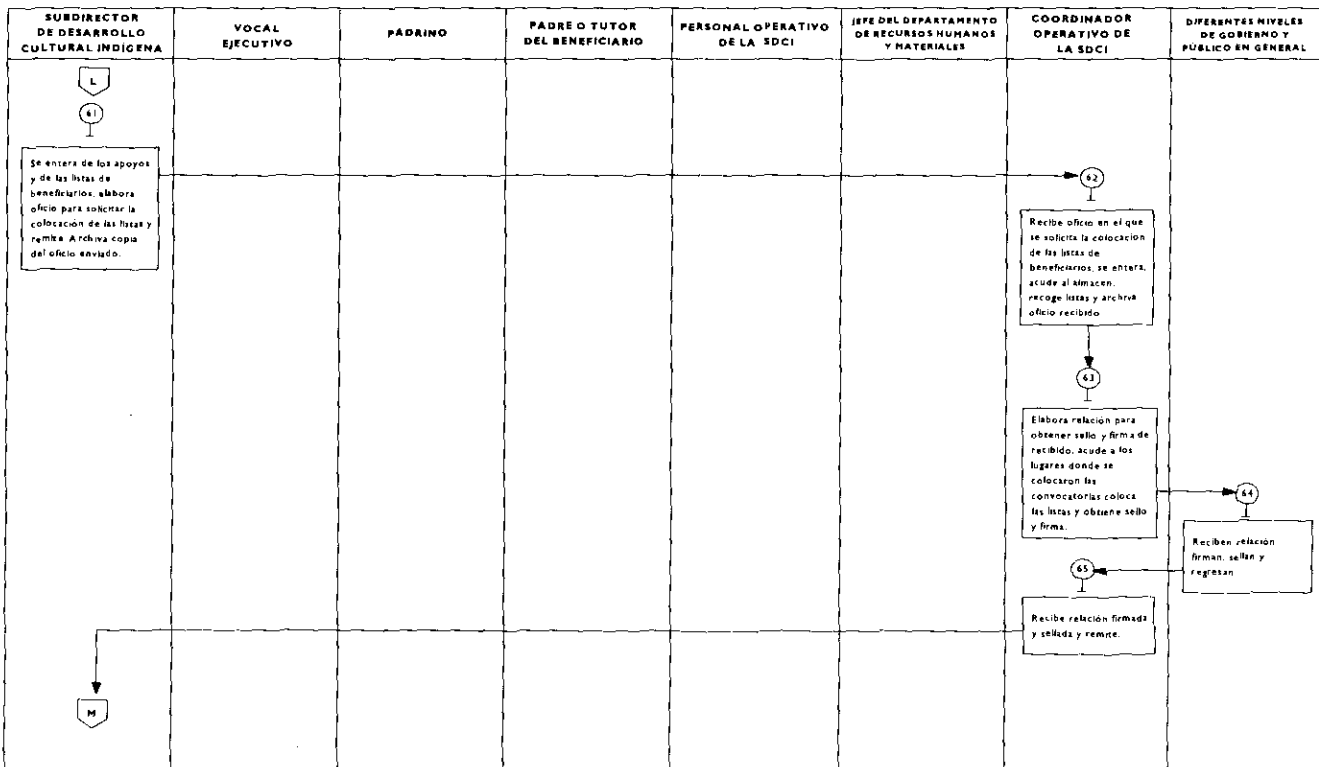 SUBDIRECTOR
DE DESARROLLO
CULTURAL INDÍGENA
VOCAL
EJECUTIVO
PADRINO
PADRE O TUTOR
DEL BENEFICIARIO
PERSONAL OPERATIVO
DE LA SDCI
JEFE DEL DEPARTAMENTO
DE RECURSOS HUMANOS
Y MATERIALES
COORDINADOR
OPERATIVO DE
LA SDCI
DIFERENTES NIVELES
DE GOBIERNO Y
PÚBLICO EN GENERAL
L
61
Se entera de los apoyos
y de las listas de
beneficiarios, elabora
oficio para solicitar la
colocación de las listas y
remite. Archiva copia
del oficio enviado.
62
Recibe oficio en el que
se solicita la colocacion
de las listas de
beneficiarios, se entera,
acude al almacen,
recoge listas y archiva
oficio recibido
63
Elabora relación para
obtener sello y firma de
recibido, acude a los
lugares donde se
colocaron las
convocatorias coloca
las listas y obtiene sello
y firma.
64
Reciben relación
firman, sellan y
regresan
65
Recibe relación firmada
y sellada y remite.
M